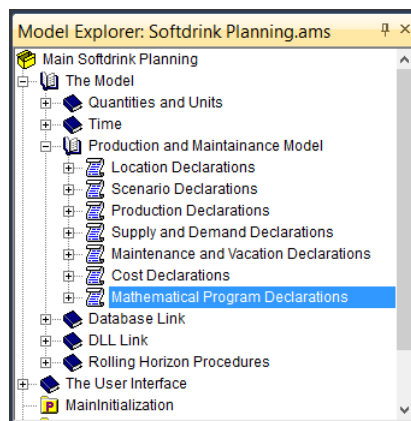 Model Explorer: Softdrink Planning.ams
Main Softdrink Planning
The Model
Quantities and Units
Time
Production and Maintainance Model
Location Declarations
Scenario Declarations
Production Declarations
Supply and Demand Declarations
Maintenance and Vacation Declarations
Cost Declarations
Mathematical Program Declarations
Database Link
DLL Link
Rolling Horizon Procedures
The User Interface
P MainInitialization